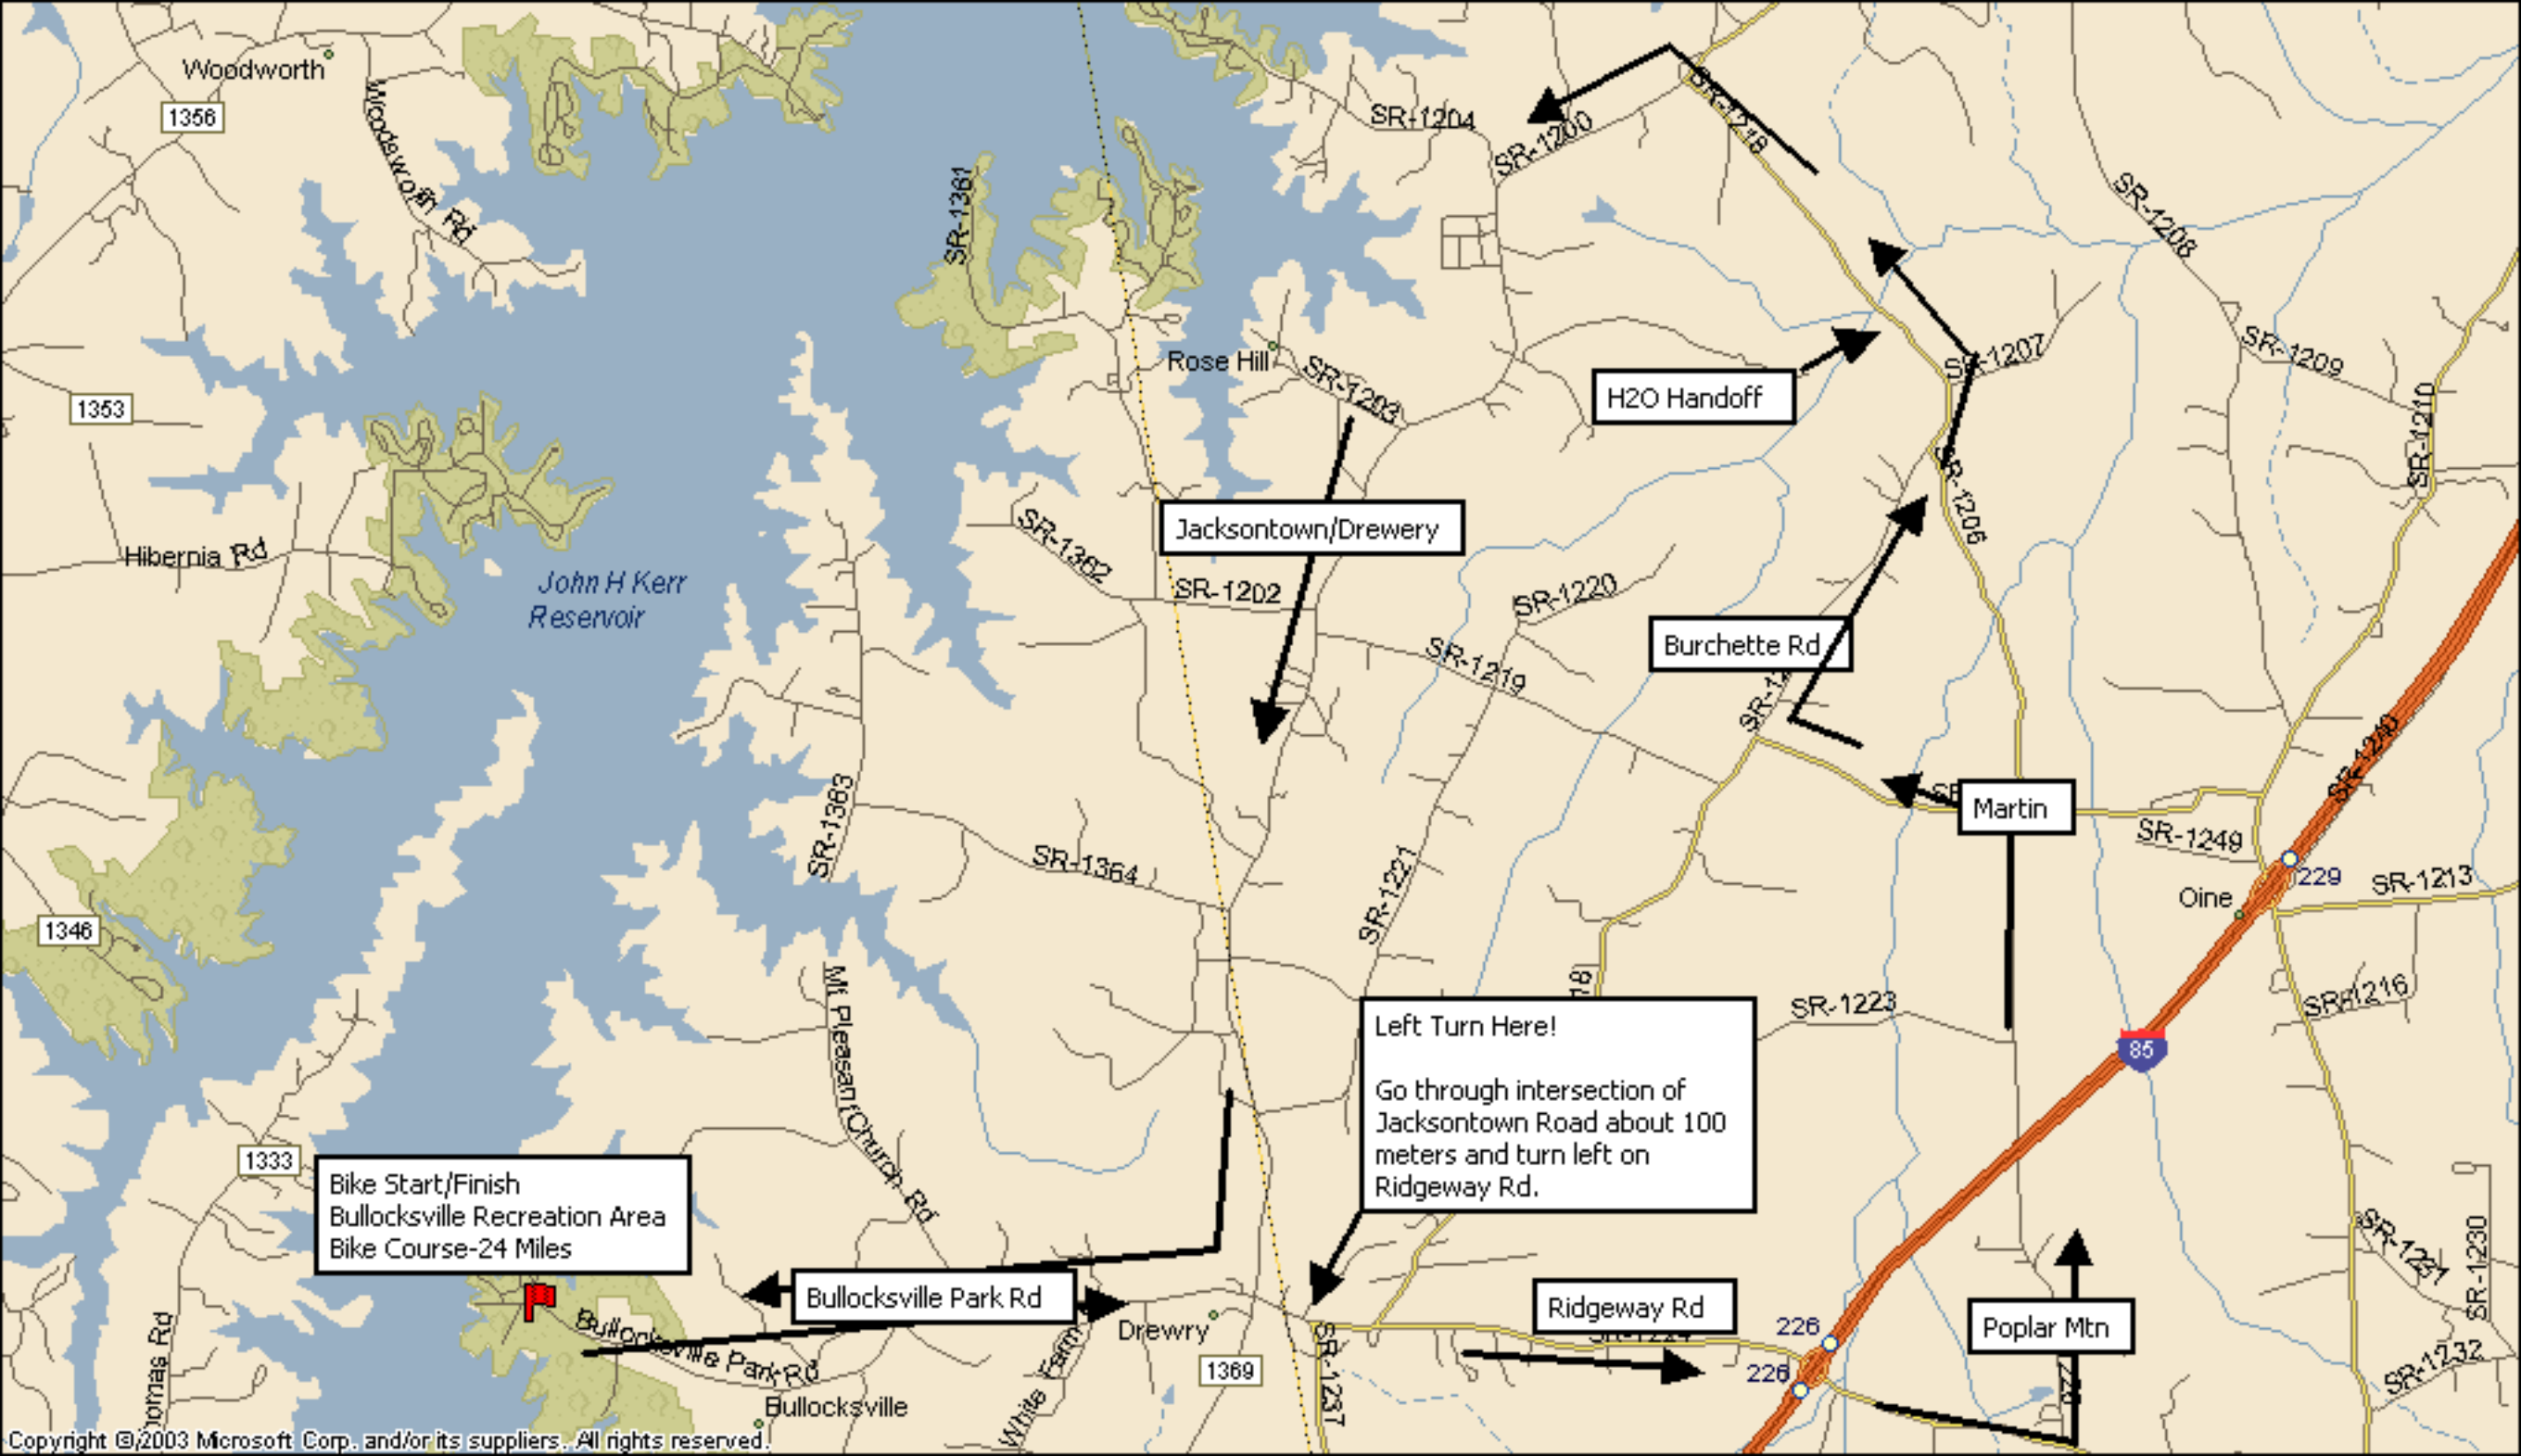 Woodworth
1356
Woodsworth Rd
SR-1204
SR-1200
SR-1218
SR-1361
SR-1208
Rose Hill
SR-1203
SR-1207
SR-1209
H2O Handoff
1353
SR-1210
SR-1206
Jacksontown/Drewery
Hibernia Rd
SR-1362
John H Kerr
Reservoir
SR-1202
SR-1220
Burchette Rd
SR-1219
SR-1210
SR-1363
Martin
SR-1249
SR-1364
229
SR-1213
Oine
SR-1221
1346
18
SR-1223
SR-1216
Mt Pleasant Church Rd
Left Turn Here!
Go through intersection of
Jacksontown Road about 100
meters and turn left on
Ridgeway Rd.
85
1333
Bike Start/Finish
Bullocksville Recreation Area
Bike Course-24 Miles
SR-1230
Bullocksville Park Rd
Ridgeway Rd
Poplar Mtn
226
226
Drewry
1369
SR-1237
SR-1232
Bullocksville Park Rd
White Farm
Bullocksville
Copyright © 2003 Microsoft Corp. and/or its suppliers. All rights reserved.